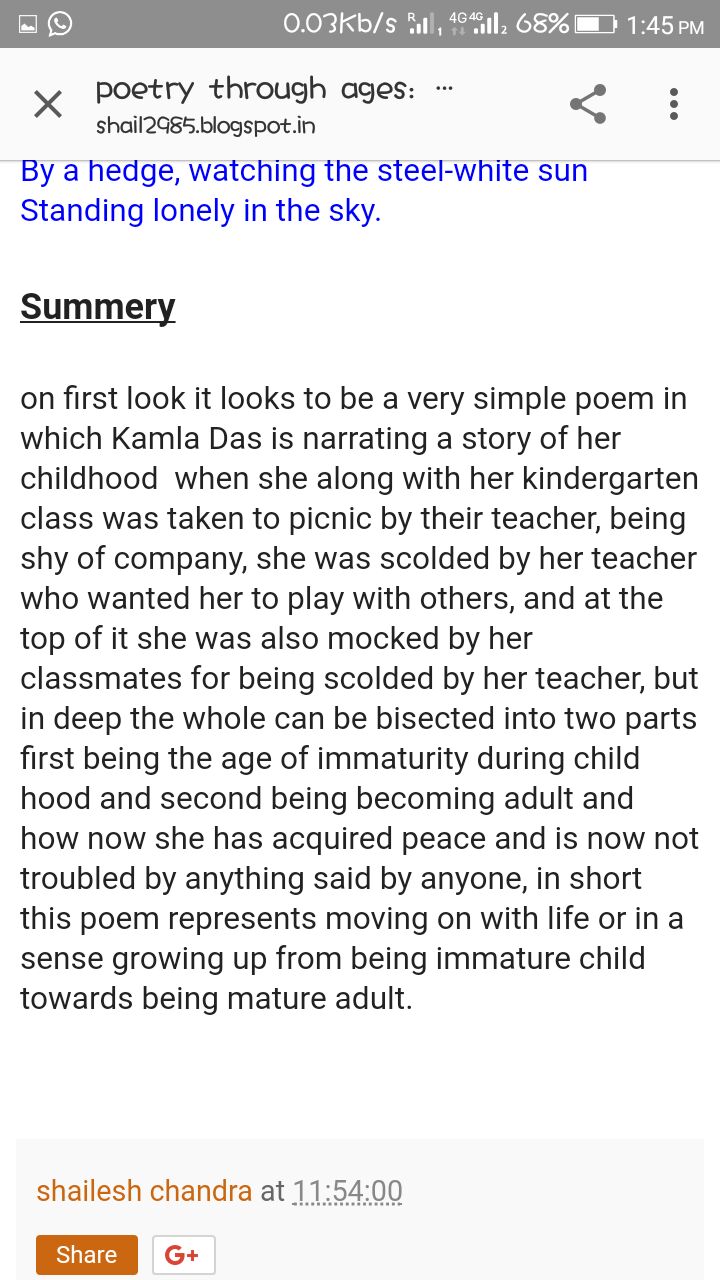 0.03Kb/s R 1 4G 4G 2 68% 1:45 PM
poetry through ages: ...
shail2985.blogspot.in
By a hedge, watching the steel-white sun
Standing lonely in the sky.
Summery
on first look it looks to be a very simple poem in
which Kamla Das is narrating a story of her
childhood  when she along with her kindergarten
class was taken to picnic by their teacher, being
shy of company, she was scolded by her teacher
who wanted her to play with others, and at the
top of it she was also mocked by her
classmates for being scolded by her teacher, but
in deep the whole can be bisected into two parts
first being the age of immaturity during child
hood and second being becoming adult and
how now she has acquired peace and is now not
troubled by anything said by anyone, in short
this poem represents moving on with life or in a
sense growing up from being immature child
towards being mature adult.
shailesh chandra at 11:54:00
Share G+